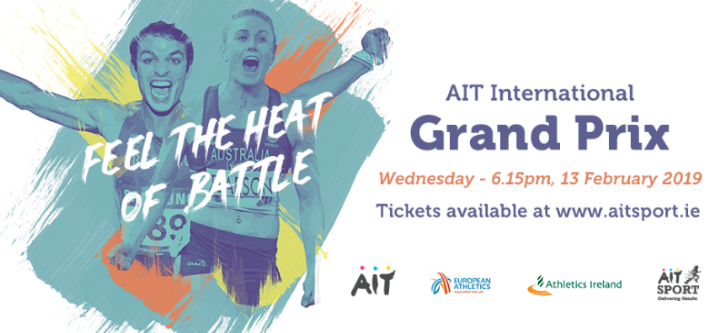 FEEL THE HEAT
OF BATTLE
AUSTRALIA
AIT International
Grand Prix
Wednesday - 6.15pm, 13 February 2019
Tickets available at www.aitsport.ie
AIT
EUROPEAN
ATHLETICS
Athletics Ireland
AIT
SPORT
Delivering Results